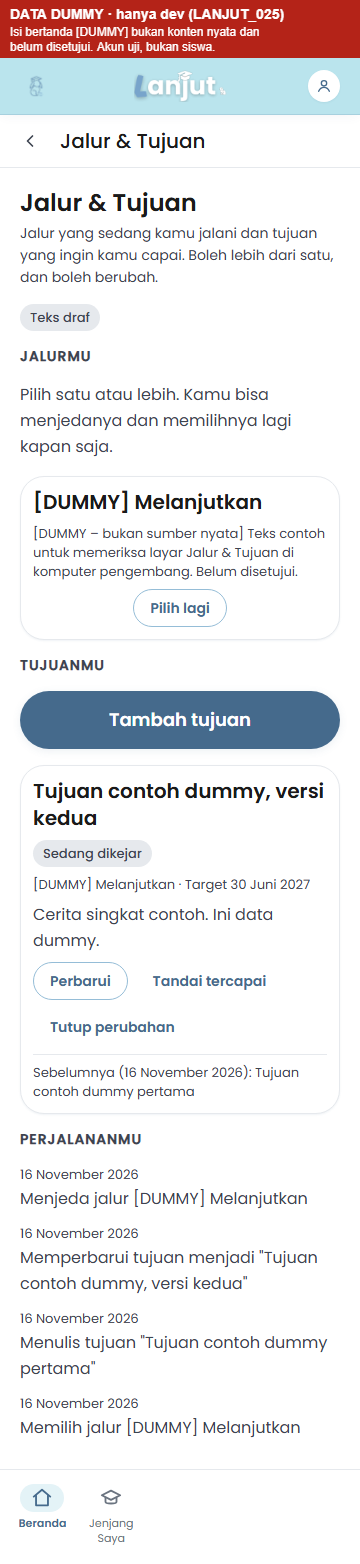 DATA DUMMY · hanya dev (LANJUT_025)
Isi bertanda [DUMMY] bukan konten nyata dan
belum disetujui. Akun uji, bukan siswa.
Lanjut
Jalur & Tujuan
Jalur & Tujuan
Jalur yang sedang kamu jalani dan tujuan
yang ingin kamu capai. Boleh lebih dari satu,
dan boleh berubah.
Teks draf
JALURMU
Pilih satu atau lebih. Kamu bisa
menjedanya dan memilihnya lagi
kapan saja.
[DUMMY] Melanjutkan
[DUMMY – bukan sumber nyata] Teks contoh
untuk memeriksa layar Jalur & Tujuan di
komputer pengembang. Belum disetujui.
Pilih lagi
TUJUANMU
Tambah tujuan
Tujuan contoh dummy, versi
kedua
Sedang dikejar
[DUMMY] Melanjutkan · Target 30 Juni 2027
Cerita singkat contoh. Ini data
dummy.
Perbarui
Tandai tercapai
Tutup perubahan
Sebelumnya (16 November 2026): Tujuan
contoh dummy pertama
PERJALANANMU
16 November 2026
Menjeda jalur [DUMMY] Melanjutkan
16 November 2026
Memperbarui tujuan menjadi "Tujuan
contoh dummy, versi kedua"
16 November 2026
Menulis tujuan "Tujuan contoh dummy
pertama"
16 November 2026
Memilih jalur [DUMMY] Melanjutkan
Beranda
Jenjang
Saya